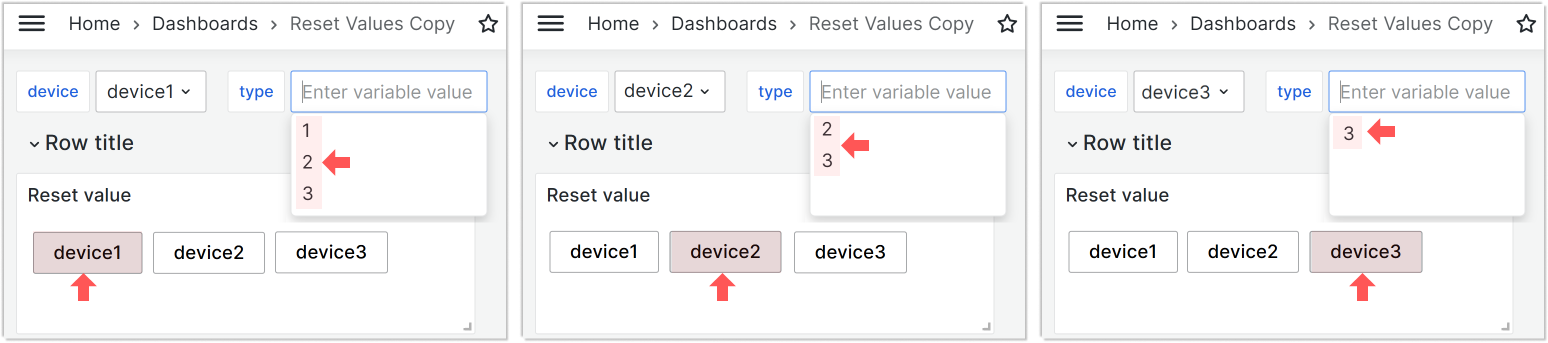 Home > Dashboards > Reset Values Copy
device device1 type Enter variable value
1
2
3
Row title
Reset value
device1 device2 device3
Home > Dashboards > Reset Values Copy
device device2 type Enter variable value
2
3
Row title
Reset value
device1 device2 device3
Home > Dashboards > Reset Values Copy
device device3 type Enter variable value
3
Row title
Reset value
device1 device2 device3